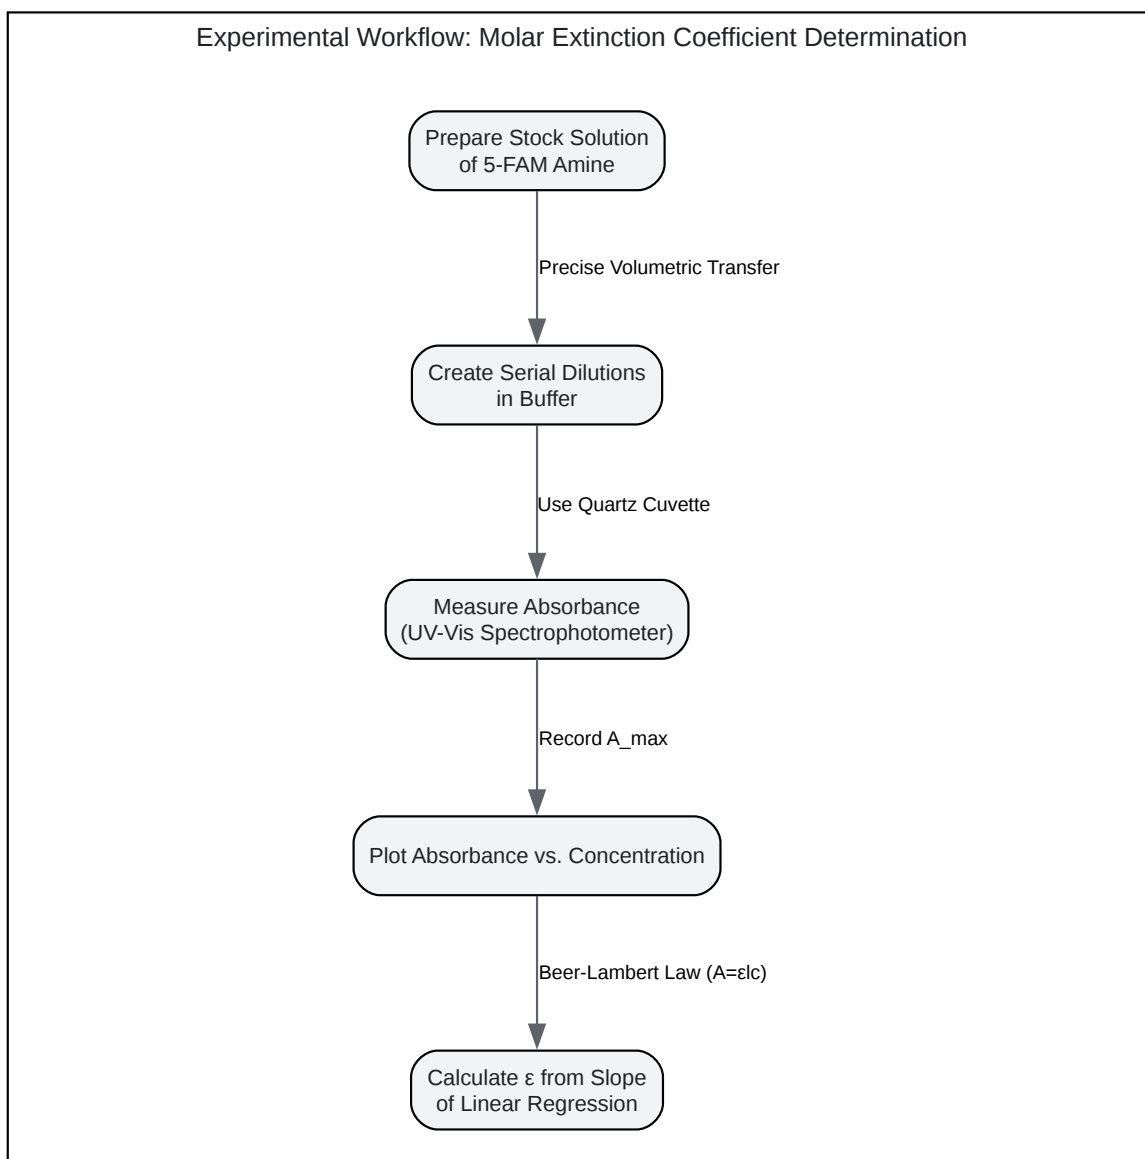 Experimental Workflow: Molar Extinction Coefficient Determination
Prepare Stock Solution
of 5-FAM Amine
Precise Volumetric Transfer
Create Serial Dilutions
in Buffer
Use Quartz Cuvette
Measure Absorbance
(UV-Vis Spectrophotometer)
Record A_max
Plot Absorbance vs. Concentration
Beer-Lambert Law (A=εlc)
Calculate ε from Slope
of Linear Regression